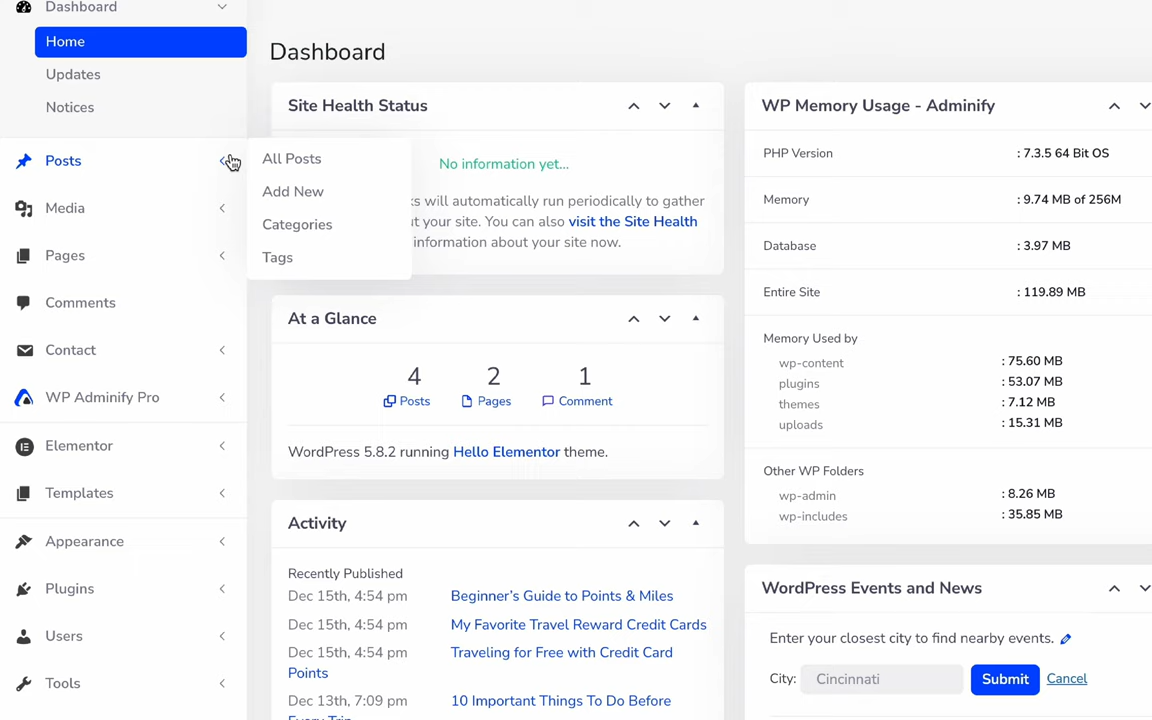 Dashboard
Home
Updates
Notices
Posts
Media
Pages
Comments
Contact
WP Adminify Pro
Elementor
Templates
Appearance
Plugins
Users
Tools
All Posts
Add New
Categories
Tags
Dashboard
Site Health Status
No information yet...
ks will automatically run periodically to gather
ut your site. You can also visit the Site Health
information about your site now.
At a Glance
4 2 1
Posts Pages Comment
WordPress 5.8.2 running Hello Elementor theme.
Activity
Recently Published
Dec 15th, 4:54 pm Beginner’s Guide to Points & Miles
Dec 15th, 4:54 pm My Favorite Travel Reward Credit Cards
Dec 15th, 4:54 pm Traveling for Free with Credit Card
Points
Dec 13th, 7:09 pm 10 Important Things To Do Before
Every Trip
WP Memory Usage - Adminify
PHP Version : 7.3.5 64 Bit OS
Memory : 9.74 MB of 256M
Database : 3.97 MB
Entire Site : 119.89 MB
Memory Used by
wp-content : 75.60 MB
plugins : 53.07 MB
themes : 7.12 MB
uploads : 15.31 MB
Other WP Folders
wp-admin : 8.26 MB
wp-includes : 35.85 MB
WordPress Events and News
Enter your closest city to find nearby events.
City: Cincinnati Submit Cancel